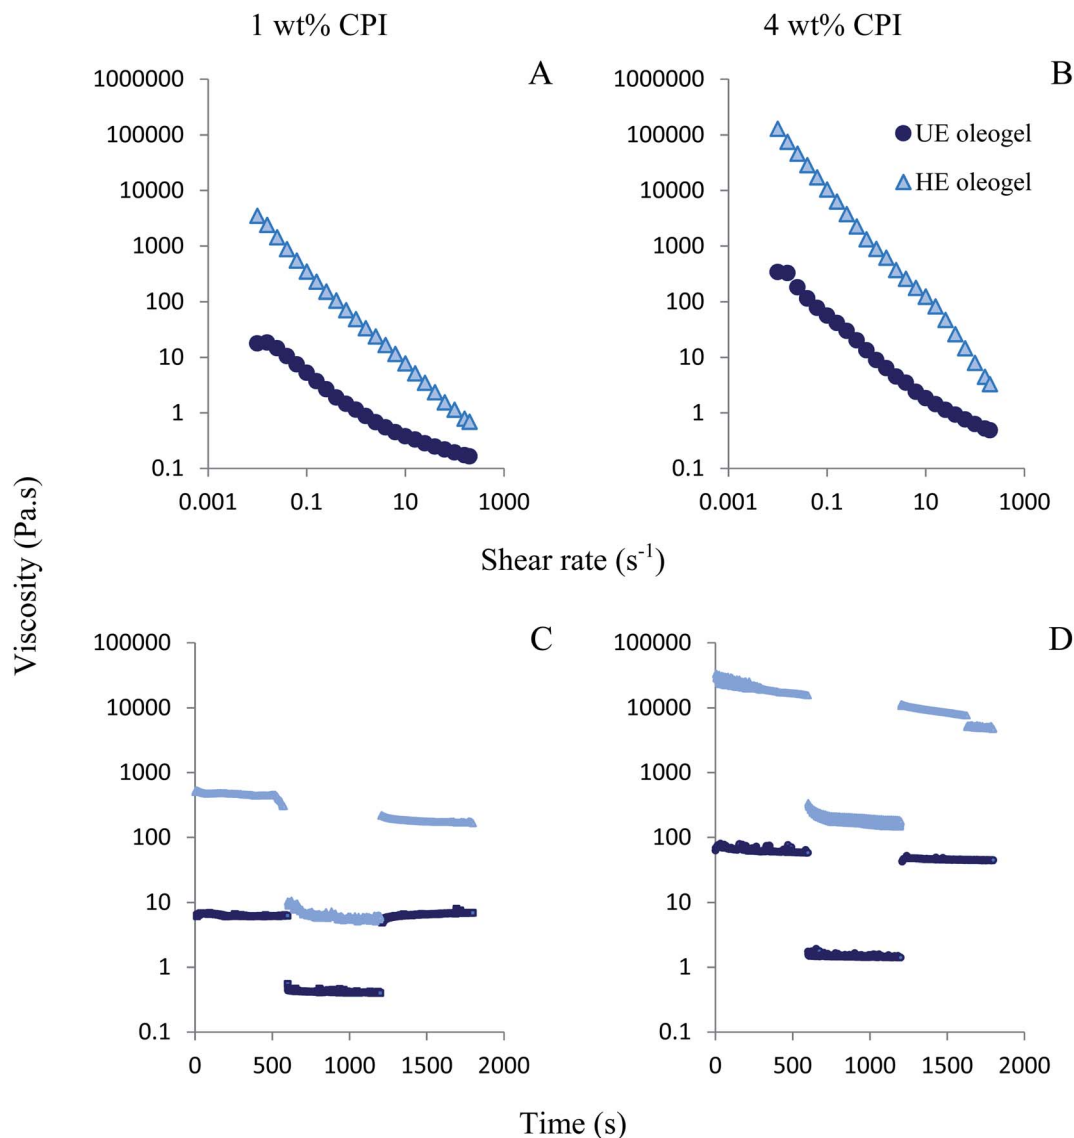 1 wt% CPI
4 wt% CPI
A
1000000
100000
10000
1000
100
10
1
0.1
0.001 0.1 10 1000
B
1000000
100000
10000
1000
100
10
1
0.1
0.001 0.1 10 1000
UE oleogel
HE oleogel
Shear rate (s⁻¹)
Viscosity (Pa.s)
C
100000
10000
1000
100
10
1
0.1
0 500 1000 1500 2000
D
100000
10000
1000
100
10
1
0.1
0 500 1000 1500 2000
Time (s)